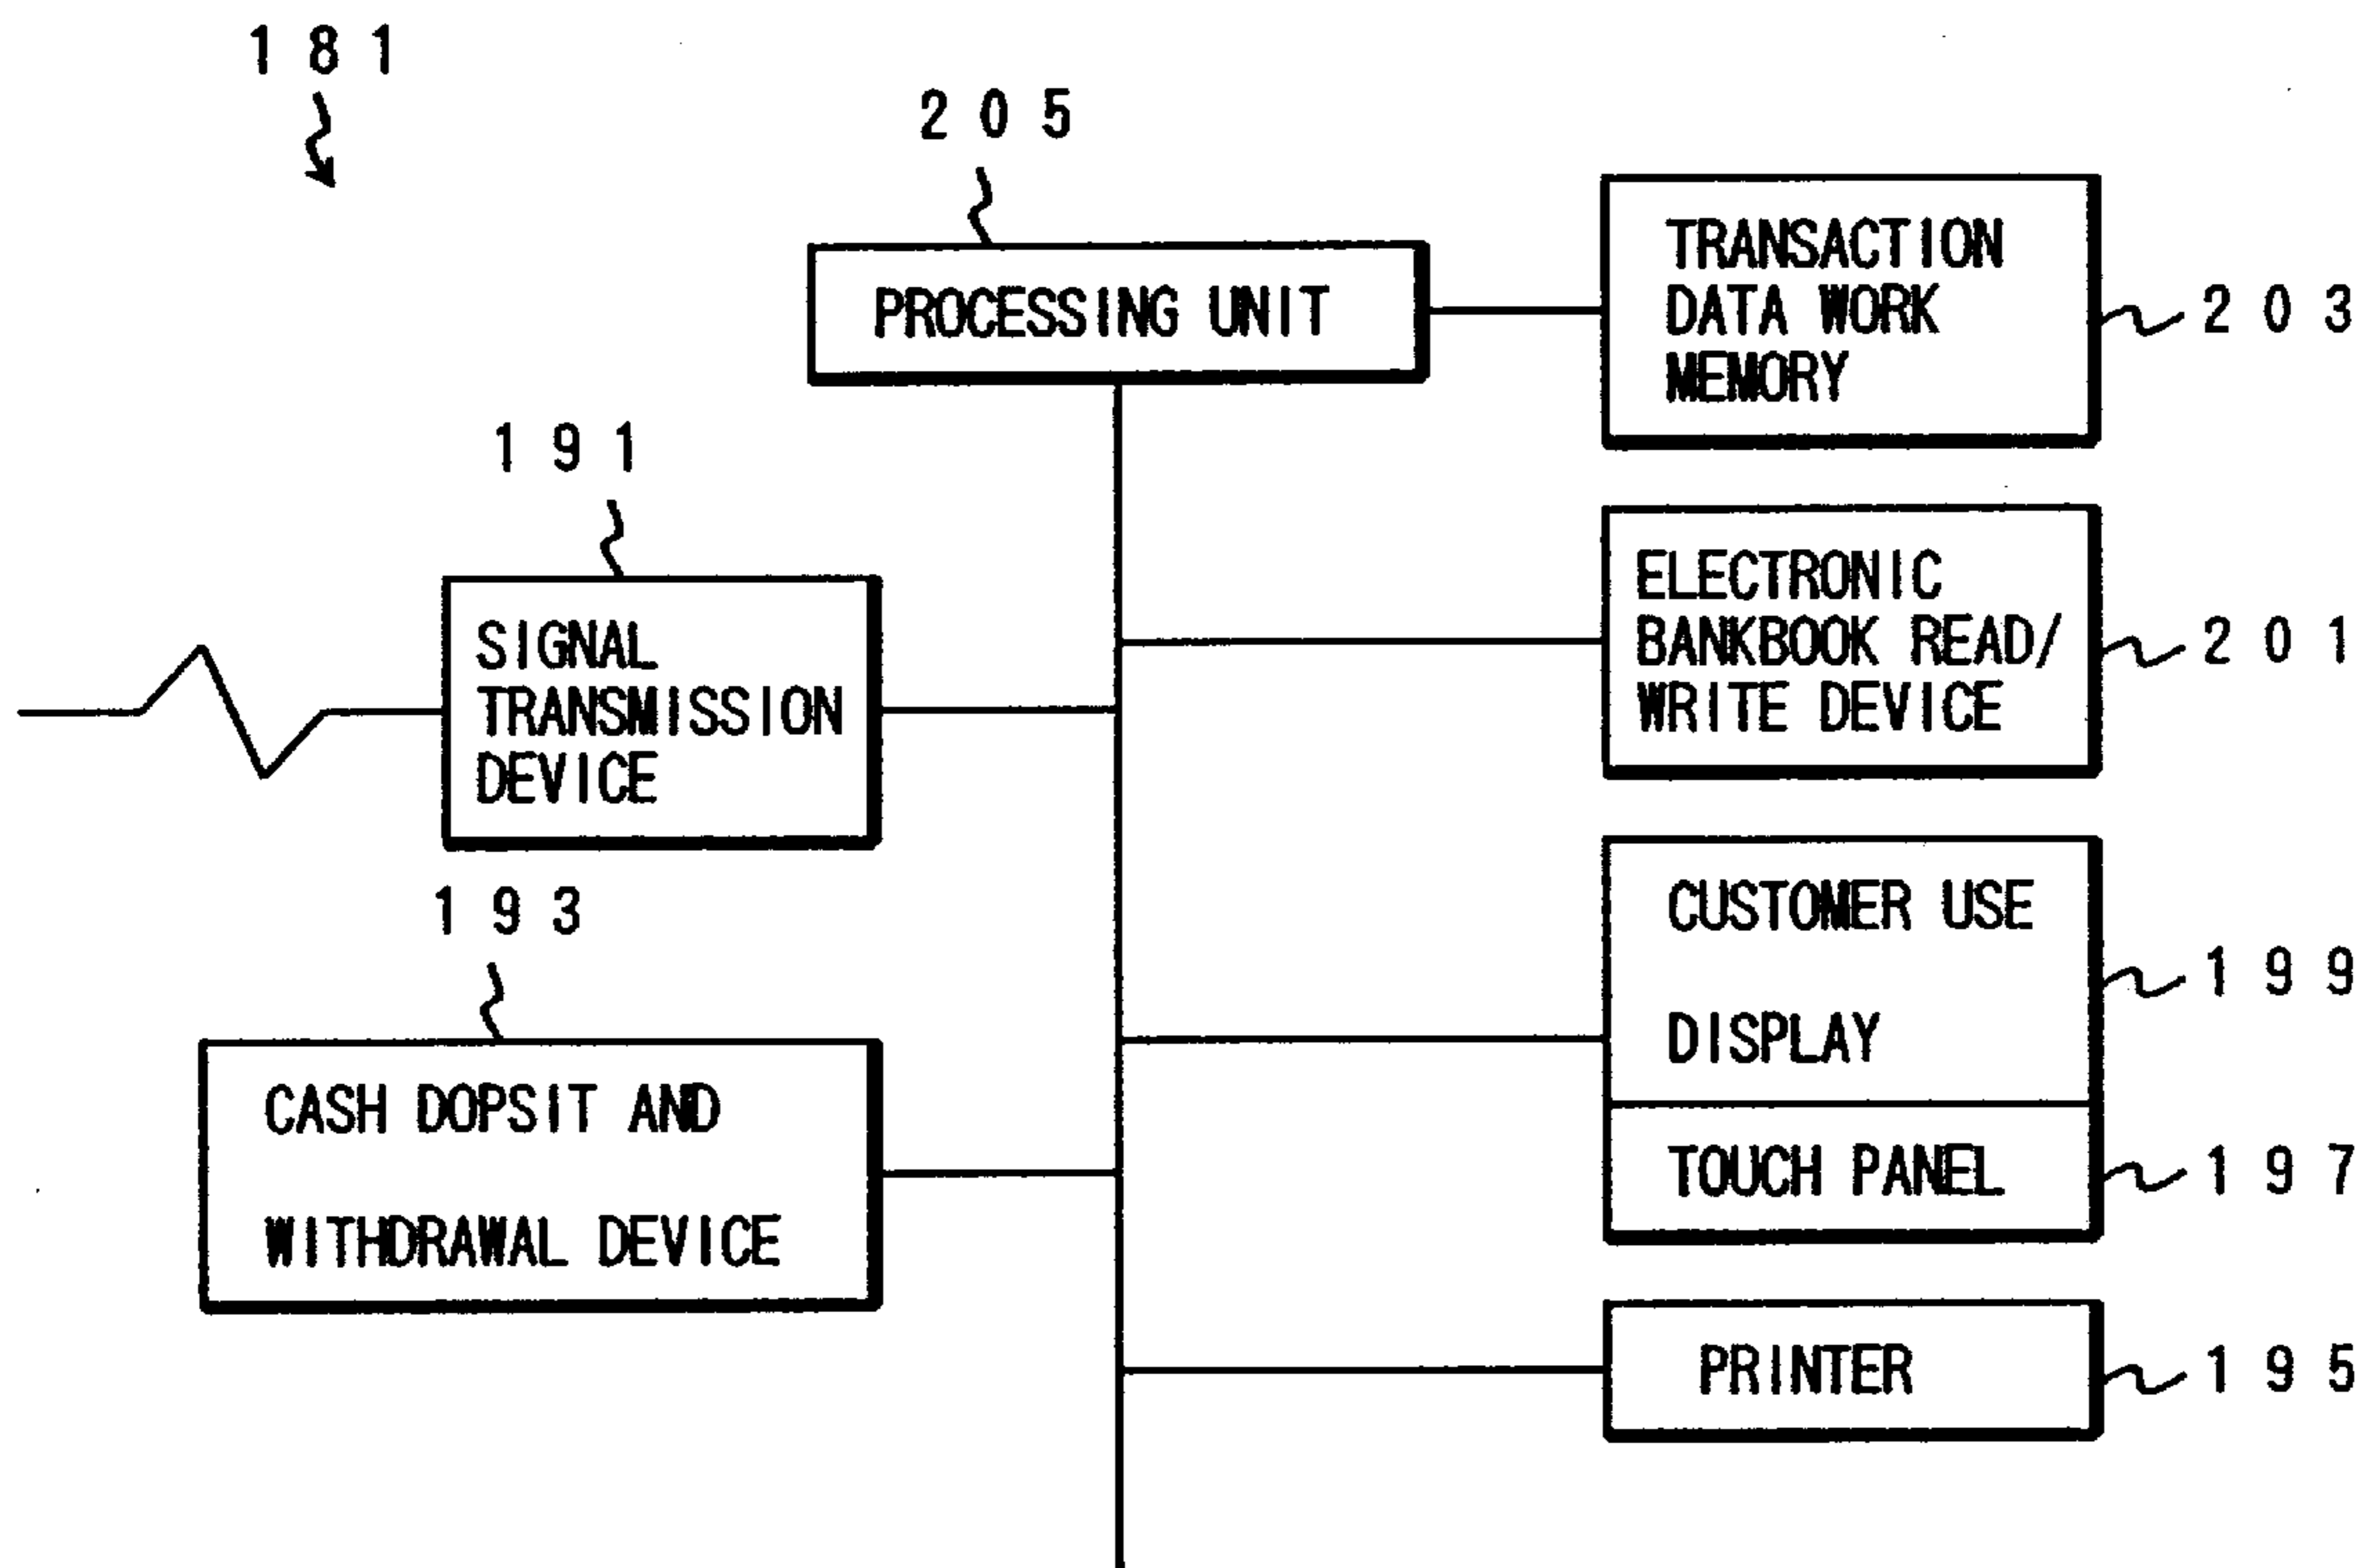 181
205
PROCESSING UNIT
TRANSACTION
DATA WORK
MEMORY
203
191
SIGNAL
TRANSMISSION
DEVICE
ELECTRONIC
BANKBOOK READ/
WRITE DEVICE
201
193
CASH DOPSIT AND
WITHDRAWAL DEVICE
CUSTOMER USE
DISPLAY
199
TOUCH PANEL
197
PRINTER
195